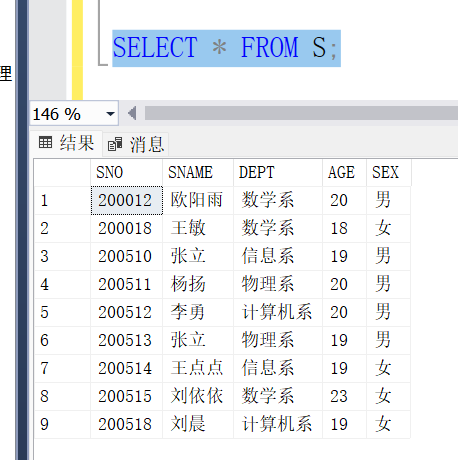 SELECT * FROM S;
理
146 %
结果 消息
SNO SNAME DEPT AGE SEX
1 200012 欧阳雨 数学系 20 男
2 200018 王敏 数学系 18 女
3 200510 张立 信息系 19 男
4 200511 杨扬 物理系 20 男
5 200512 李勇 计算机系 20 男
6 200513 张立 物理系 19 男
7 200514 王点点 信息系 19 女
8 200515 刘依依 数学系 23 女
9 200518 刘晨 计算机系 19 女